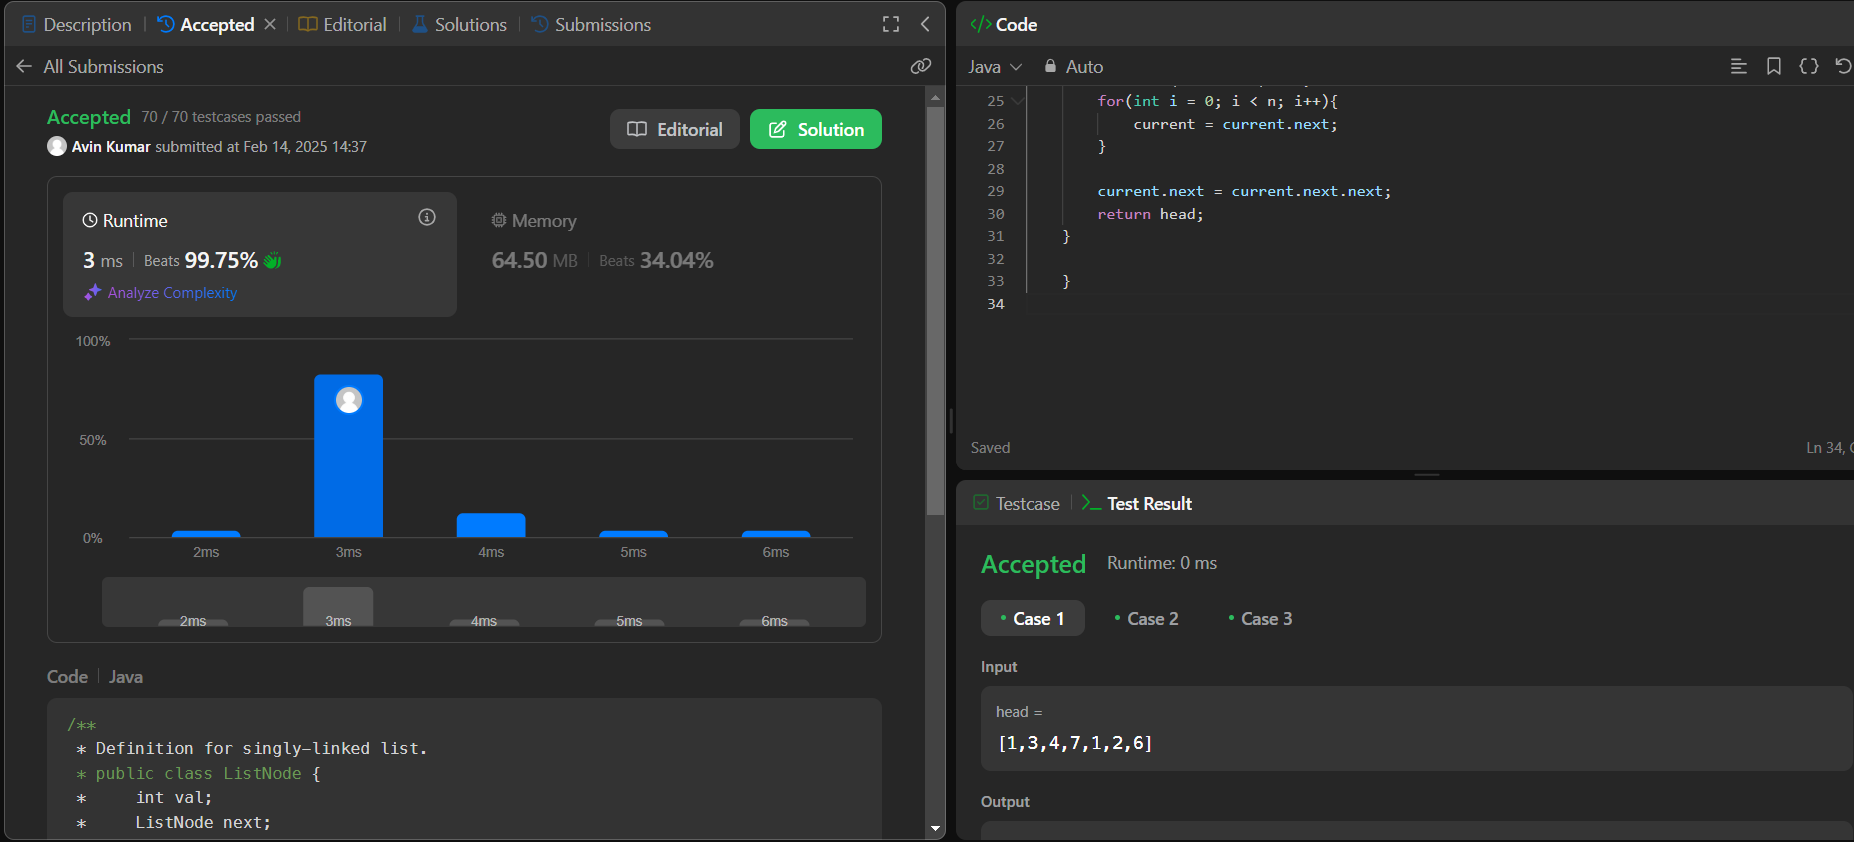 Description | Accepted | Editorial | Solutions | Submissions
All Submissions
Accepted 70 / 70 testcases passed
Avin Kumar submitted at Feb 14, 2025 14:37
Editorial
Solution
Runtime
3 ms | Beats 99.75%
Analyze Complexity
Memory
64.50 MB | Beats 34.04%
100%
50%
0%
2ms 3ms 4ms 5ms 6ms
2ms 3ms 4ms 5ms 6ms
Code | Java
/**
* Definition for singly-linked list.
* public class ListNode {
*     int val;
*     ListNode next;
</> Code
Java Auto
25 for(int i = 0; i < n; i++){
26 current = current.next;
27 }
28
29 current.next = current.next.next;
30 return head;
31 }
32
33 }
34
Saved
Ln 34,
Testcase | >_ Test Result
Accepted Runtime: 0 ms
• Case 1 • Case 2 • Case 3
Input
head =
[1,3,4,7,1,2,6]
Output